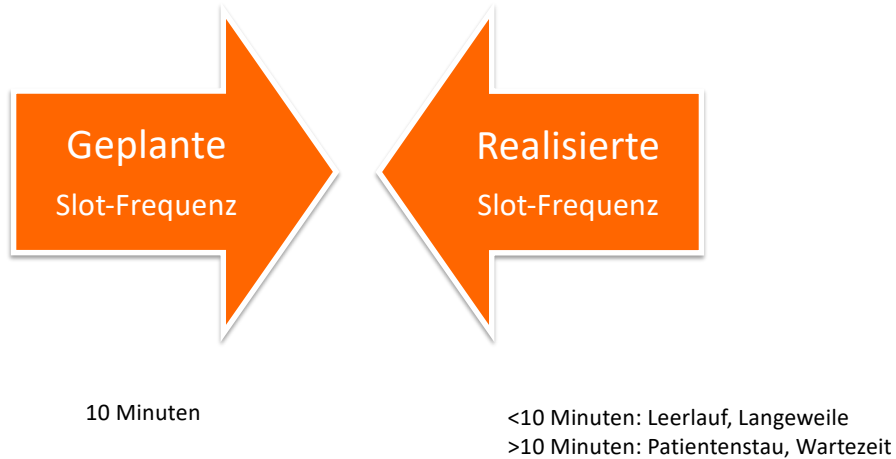 Geplante
Slot-Frequenz
Realisierte
Slot-Frequenz
10 Minuten
<10 Minuten: Leerlauf, Langeweile
>10 Minuten: Patientenstau, Wartezeit